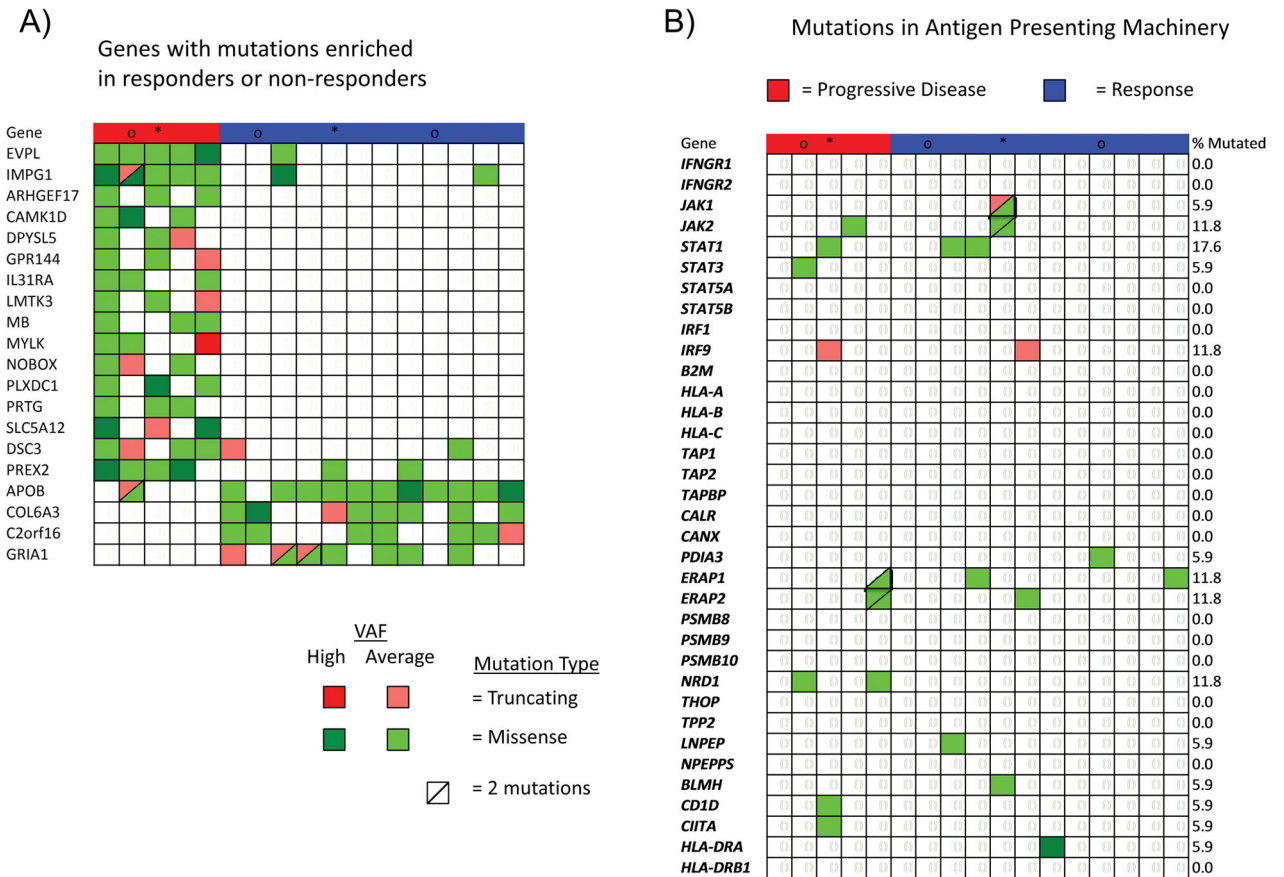 A)
Genes with mutations enriched
in responders or non-responders
Gene o * o * o
EVPL
IMPG1
ARHGEF17
CAMK1D
DPYSL5
GPR144
IL31RA
LMTK3
MB
MYLK
NOBOX
PLXDC1
PRTG
SLC5A12
DSC3
PREX2
APOB
COL6A3
C2orf16
GRIA1
VAF
High Average Mutation Type
= Truncating
= Missense
= 2 mutations
B)
Mutations in Antigen Presenting Machinery
= Progressive Disease = Response
Gene o * o * o % Mutated
IFNGR1 0.0
IFNGR2 0.0
JAK1 5.9
JAK2 11.8
STAT1 17.6
STAT3 5.9
STAT5A 0.0
STAT5B 0.0
IRF1 0.0
IRF9 11.8
B2M 0.0
HLA-A 0.0
HLA-B 0.0
HLA-C 0.0
TAP1 0.0
TAP2 0.0
TAPBP 0.0
CALR 0.0
CANX 0.0
PDIA3 5.9
ERAP1 11.8
ERAP2 11.8
PSMB8 0.0
PSMB9 0.0
PSMB10 0.0
NRD1 11.8
THOP 0.0
TPP2 0.0
LNPEP 5.9
NPEPPS 0.0
BLMH 5.9
CD1D 5.9
CIITA 5.9
HLA-DRA 5.9
HLA-DRB1 0.0